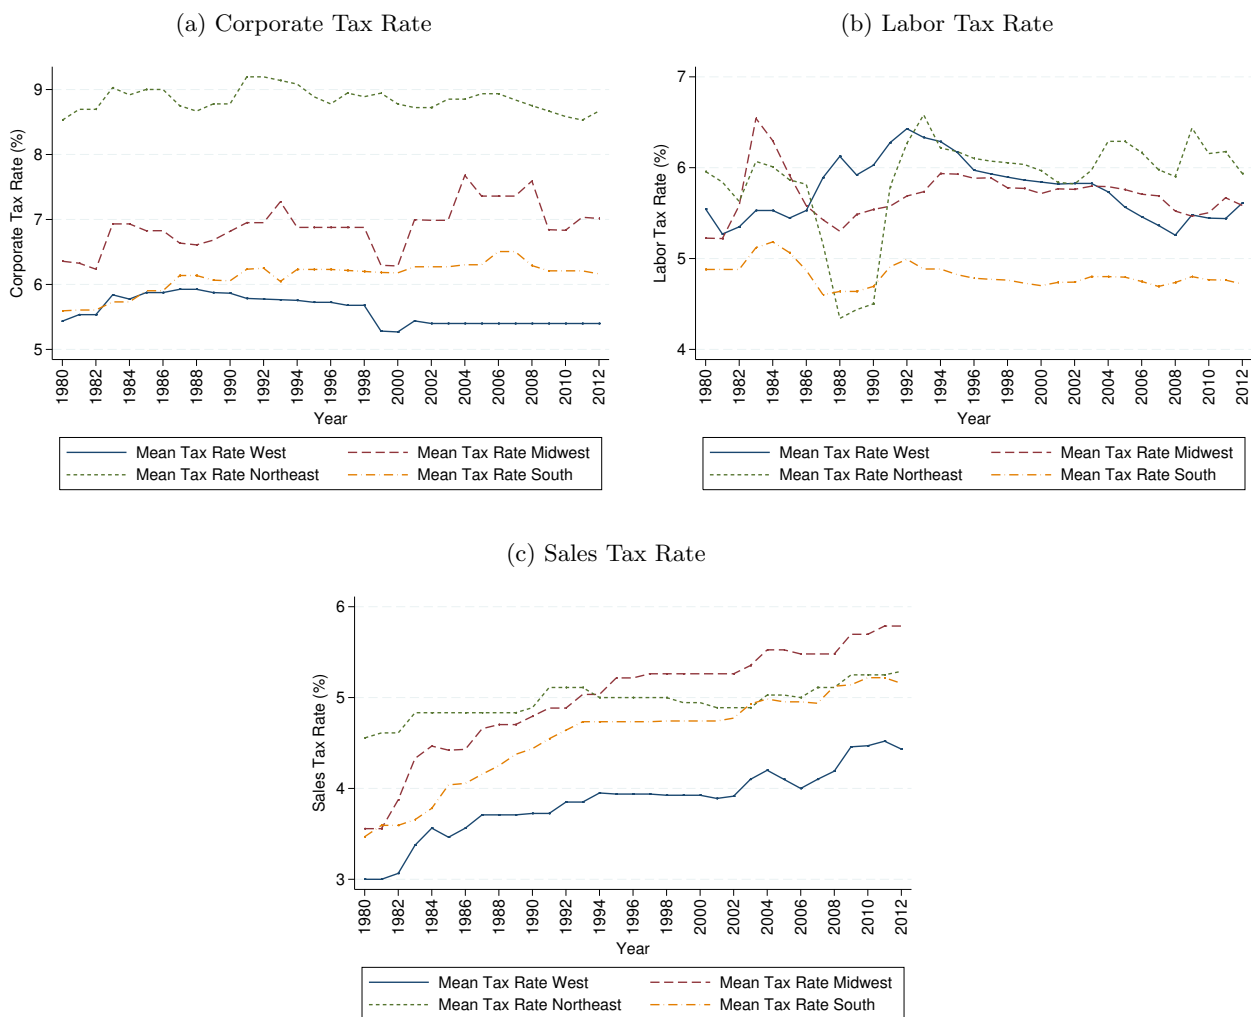 (a) Corporate Tax Rate
Corporate Tax Rate (%)
9
8
7
6
5
1980 1982 1984 1986 1988 1990 1992 1994 1996 1998 2000 2002 2004 2006 2008 2010 2012
Year
Mean Tax Rate West Mean Tax Rate Midwest
Mean Tax Rate Northeast Mean Tax Rate South
(b) Labor Tax Rate
Labor Tax Rate (%)
7
6
5
4
1980 1982 1984 1986 1988 1990 1992 1994 1996 1998 2000 2002 2004 2006 2008 2010 2012
Year
Mean Tax Rate West Mean Tax Rate Midwest
Mean Tax Rate Northeast Mean Tax Rate South
(c) Sales Tax Rate
Sales Tax Rate (%)
6
5
4
3
1980 1982 1984 1986 1988 1990 1992 1994 1996 1998 2000 2002 2004 2006 2008 2010 2012
Year
Mean Tax Rate West Mean Tax Rate Midwest
Mean Tax Rate Northeast Mean Tax Rate South